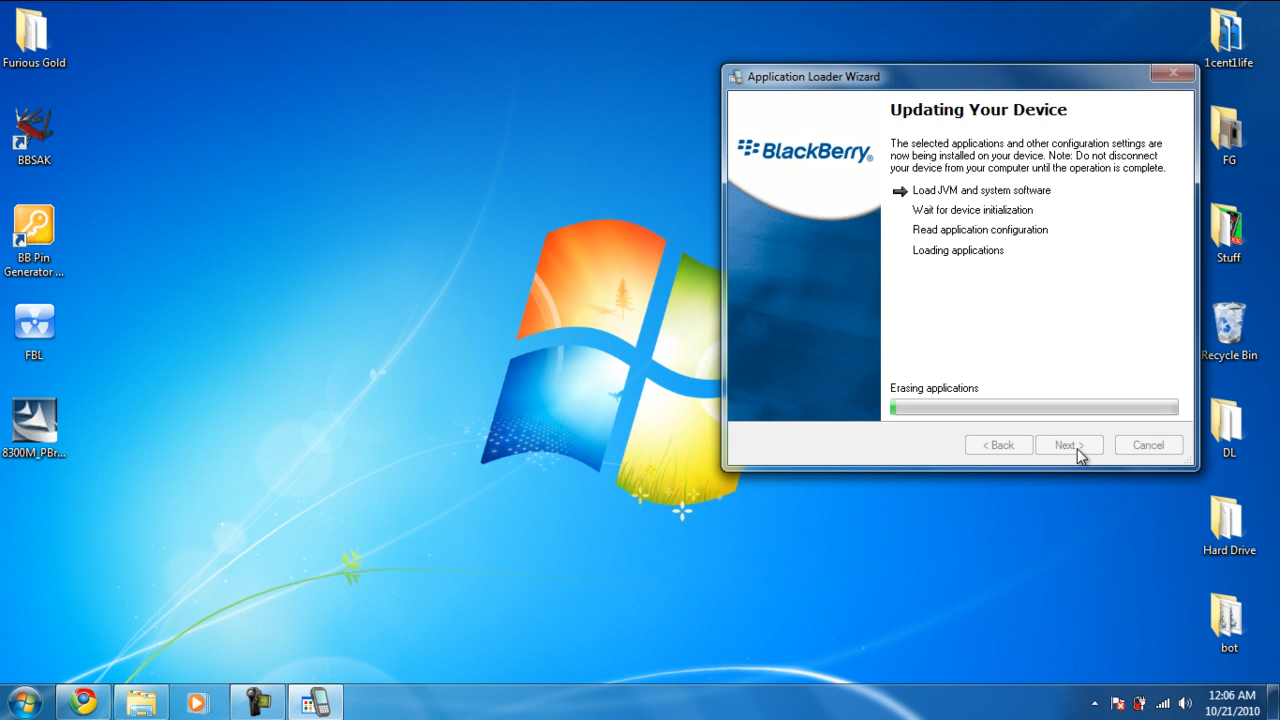 Furious Gold
BBSAK
BB Pin
Generator ...
FBL
8300M_PBr...
Application Loader Wizard
BlackBerry®
Updating Your Device
The selected applications and other configuration settings are
now being installed on your device. Note: Do not disconnect
your device from your computer until the operation is complete.
Load JVM and system software
Wait for device initialization
Read application configuration
Loading applications
Erasing applications
< Back
Next >
Cancel
1cent1life
FG
Stuff
Recycle Bin
DL
Hard Drive
bot
12:06 AM
10/21/2010